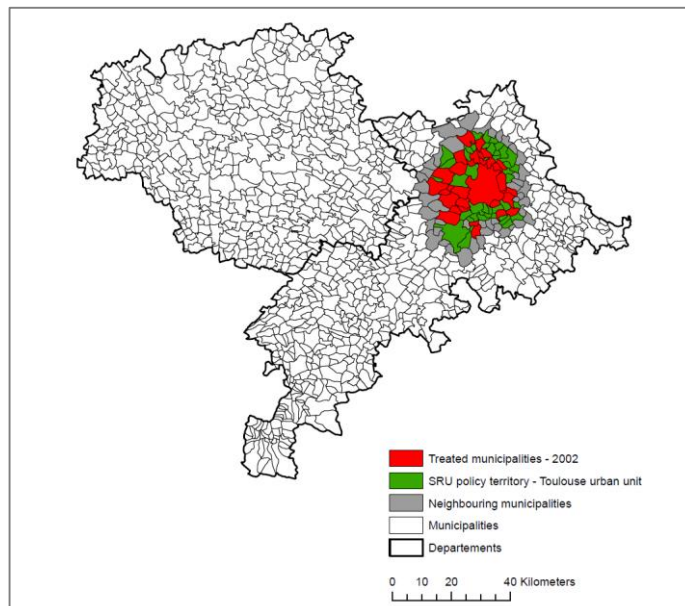 Treated municipalities - 2002
SRU policy territory - Toulouse urban unit
Neighbouring municipalities
Municipalities
Departements
0 10 20 40 Kilometers